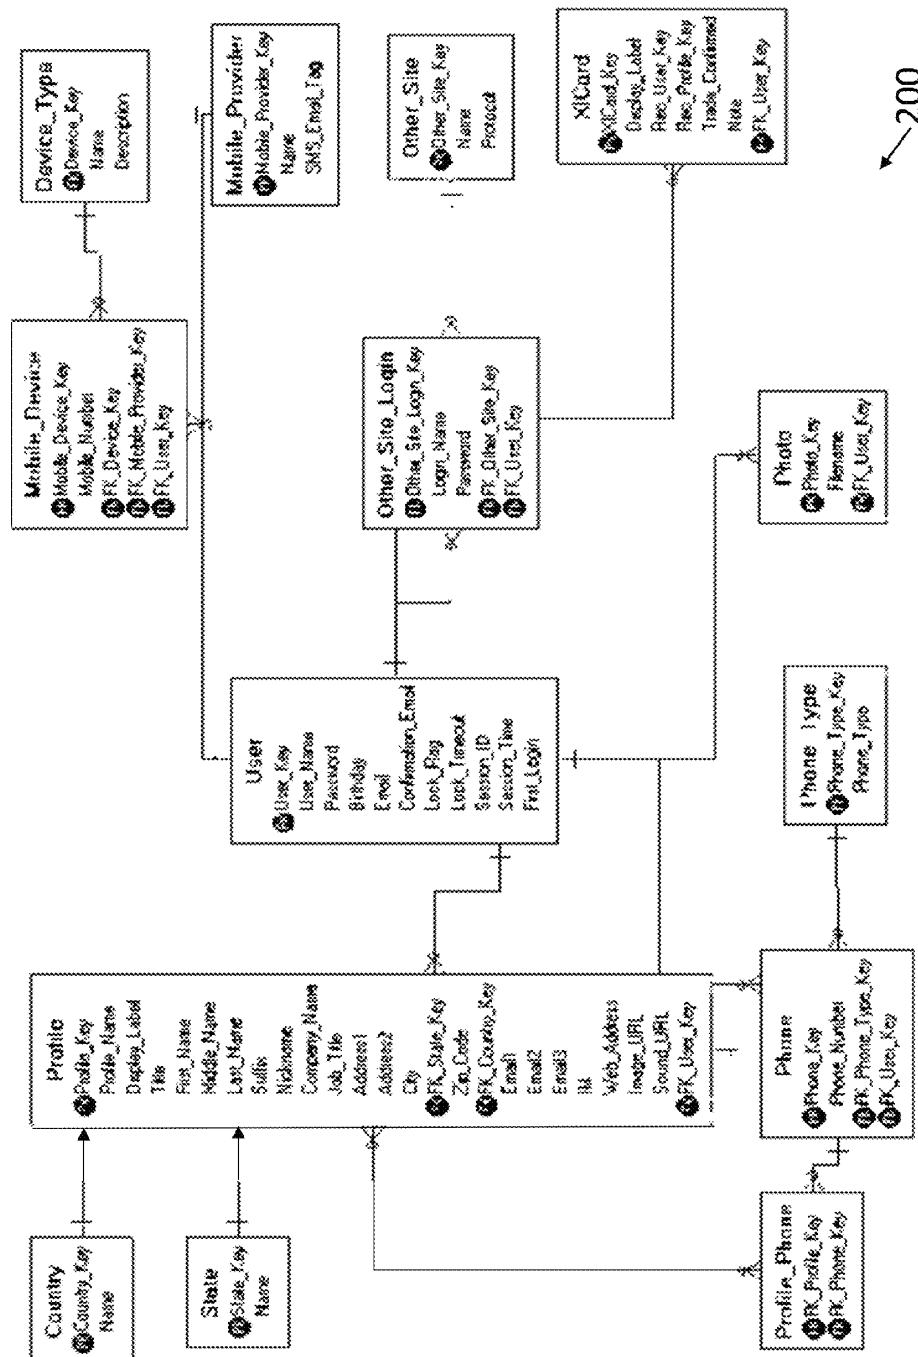 Country
Country_Key
Name
State
State_Key
Name
Profile
Profile_Key
Profile_Name
Display_Label
Title
First_Name
Middle_Name
Last_Name
Suffix
Nickname
Company_Name
Job_Title
Address1
Address2
City
FK_State_Key
Zip_Code
FK_Country_Key
Email1
Email2
Email3
IM
Web_Address
Image_URL
Sound_URL
FK_User_Key
Profile_Phone
FK_Profile_Key
FK_Phone_Key
Phone
Phone_Key
Phone_Number
FK_Phone_Type_Key
FK_User_Key
Phone Type
Phone_Type_Key
Phone_Type
User
User_Key
User_Name
Password
Birthday
Email
Confirmation_Email
Lock_Flag
Lock_Timeout
Session_ID
Session_Time
First_Login
Photo
Photo_Key
Filename
FK_User_Key
Mobile_Device
Mobile_Device_Key
Mobile_Number
FK_Device_Key
FK_Mobile_Provider_Key
FK_User_Key
Device_Type
Device_Key
Name
Description
Mobile_Provider
Mobile_Provider_Key
Name
SMS_Email_Tag
Other_Site_Login
Other_Site_Login_Key
Login_Name
Password
FK_Other_Site_Key
FK_User_Key
Other_Site
Other_Site_Key
Name
Protocol
Display_Label
Rec_User_Key
Rec_Profile_Key
Trade_Confirmed
Note
FK_User_Key
200